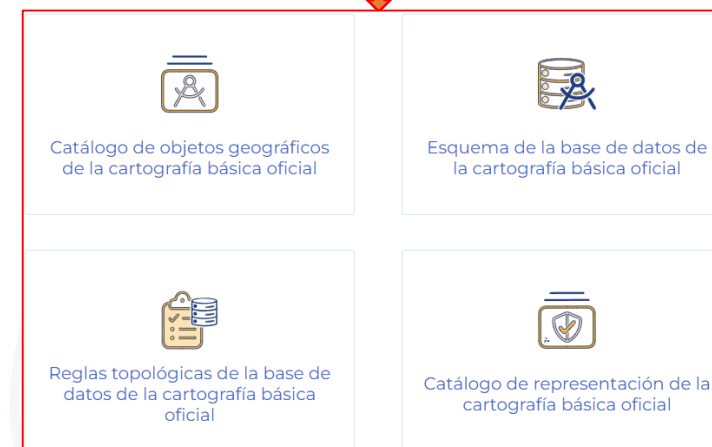 Catálogo de objetos geográficos
de la cartografía básica oficial
Esquema de la base de datos de
la cartografía básica oficial
Reglas topológicas de la base de
datos de la cartografía básica
oficial
Catálogo de representación de la
cartografía básica oficial